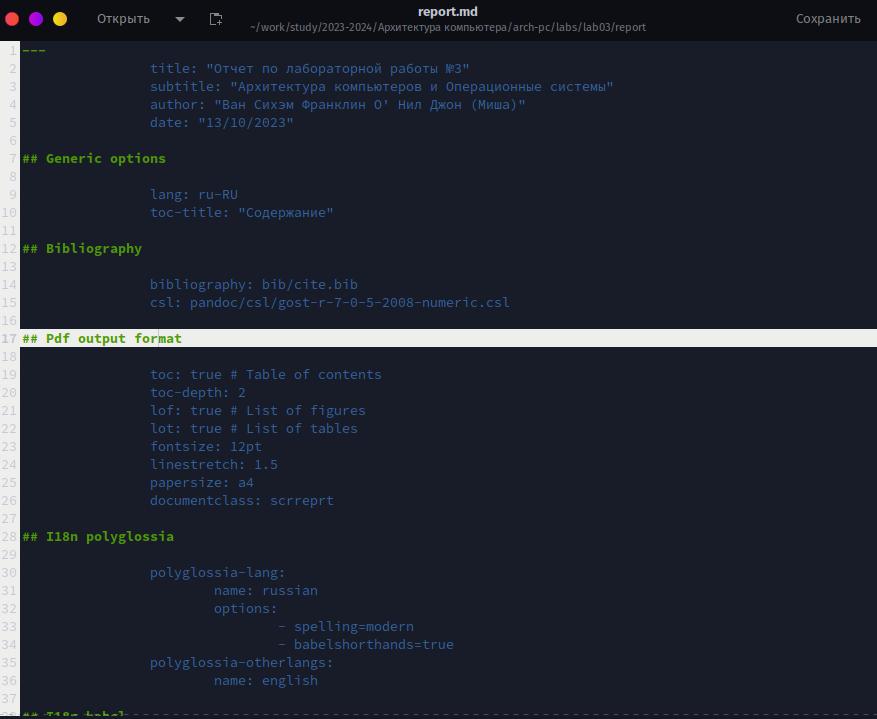 Открыть
report.md
~/work/study/2023-2024/Архитектура компьютера/arch-pc/labs/lab03/report
Сохранить
1 ---
2 title: "Отчет по лабораторной работы №3"
3 subtitle: "Архитектура компьютеров и Операционные системы"
4 author: "Ван Сихэм Франклин О' Нил Джон (Миша)"
5 date: "13/10/2023"
6
7 ## Generic options
8
9 lang: ru-RU
10 toc-title: "Содержание"
11
12 ## Bibliography
13
14 bibliography: bib/cite.bib
15 csl: pandoc/csl/gost-r-7-0-5-2008-numeric.csl
16
17 ## Pdf output format
18
19 toc: true # Table of contents
20 toc-depth: 2
21 lof: true # List of figures
22 lot: true # List of tables
23 fontsize: 12pt
24 linestretch: 1.5
25 papersize: a4
26 documentclass: scrreprt
27
28 ## I18n polyglossia
29
30 polyglossia-lang:
31 name: russian
32 options:
33 - spelling=modern
34 - babelshorthands=true
35 polyglossia-otherlangs:
36 name: english
37
## I18n babel